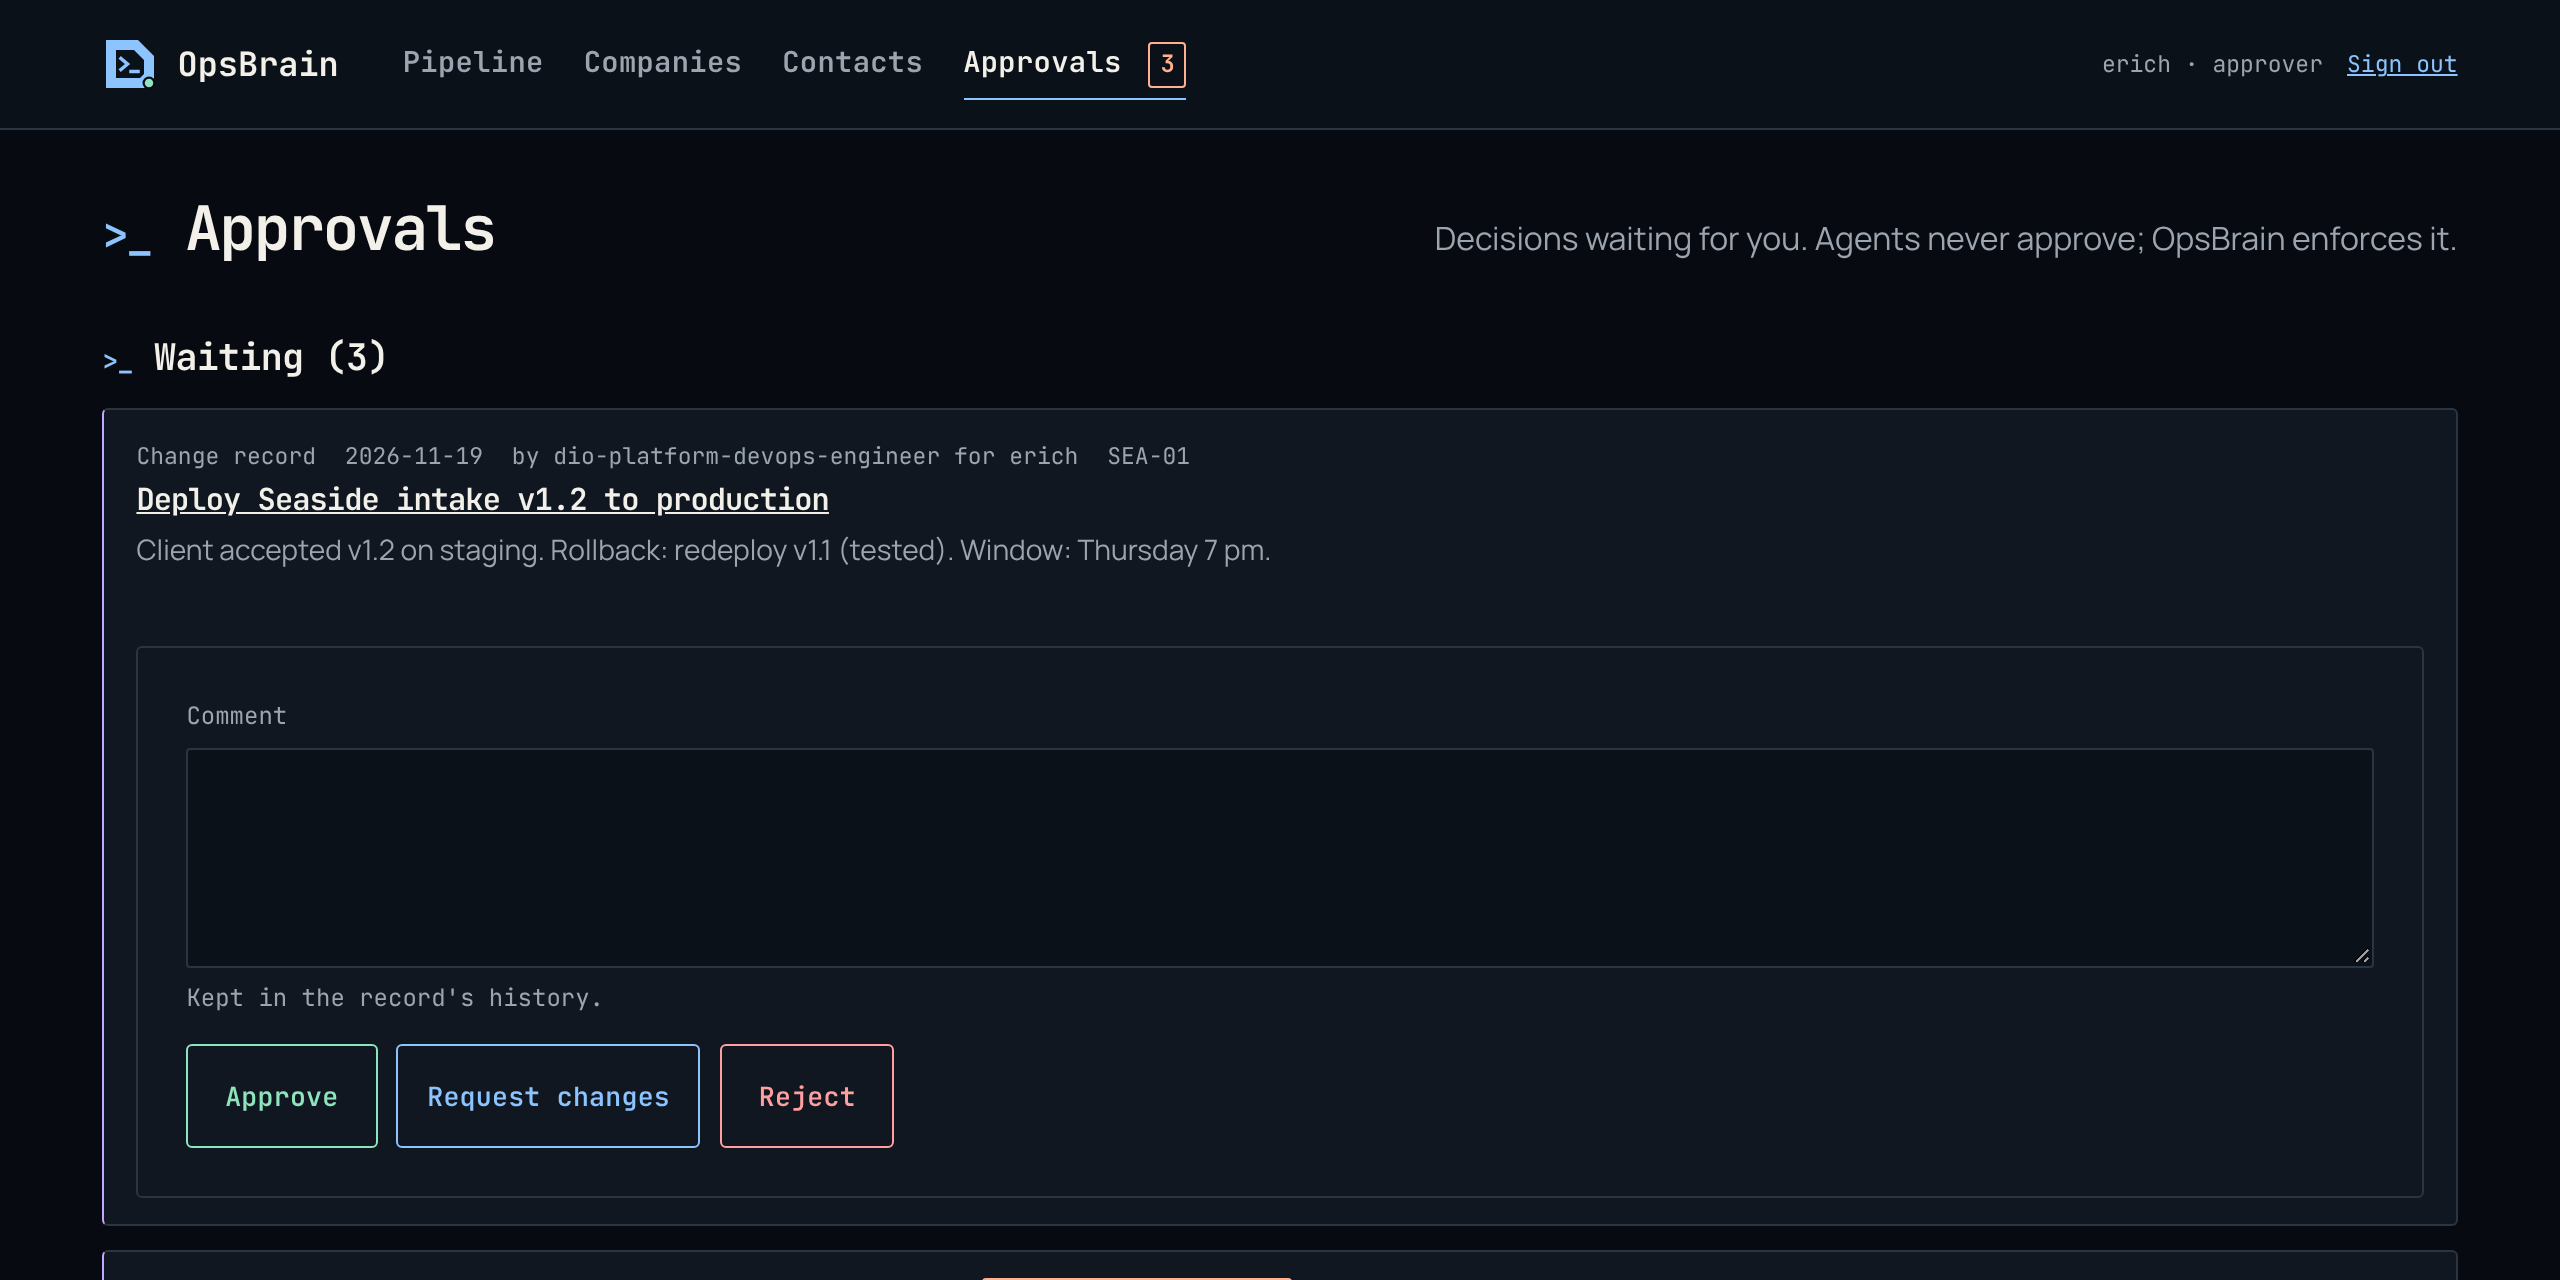 OpsBrain Pipeline Companies Contacts Approvals 3 erich · approver Sign out
>_ Approvals
Decisions waiting for you. Agents never approve; OpsBrain enforces it.
>_ Waiting (3)
Change record 2026-11-19 by dio-platform-devops-engineer for erich SEA-01
Deploy Seaside intake v1.2 to production
Client accepted v1.2 on staging. Rollback: redeploy v1.1 (tested). Window: Thursday 7 pm.
Comment
Kept in the record's history.
Approve Request changes Reject